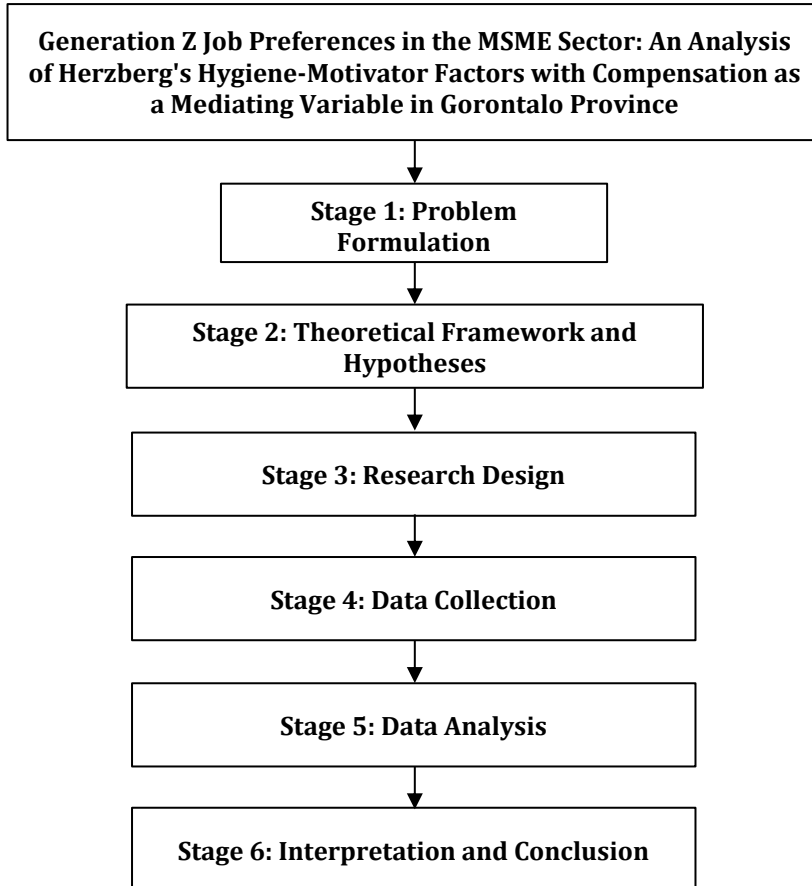 Generation Z Job Preferences in the MSME Sector: An Analysis
of Herzberg's Hygiene-Motivator Factors with Compensation as
a Mediating Variable in Gorontalo Province
Stage 1: Problem
Formulation
Stage 2: Theoretical Framework and
Hypotheses
Stage 3: Research Design
Stage 4: Data Collection
Stage 5: Data Analysis
Stage 6: Interpretation and Conclusion